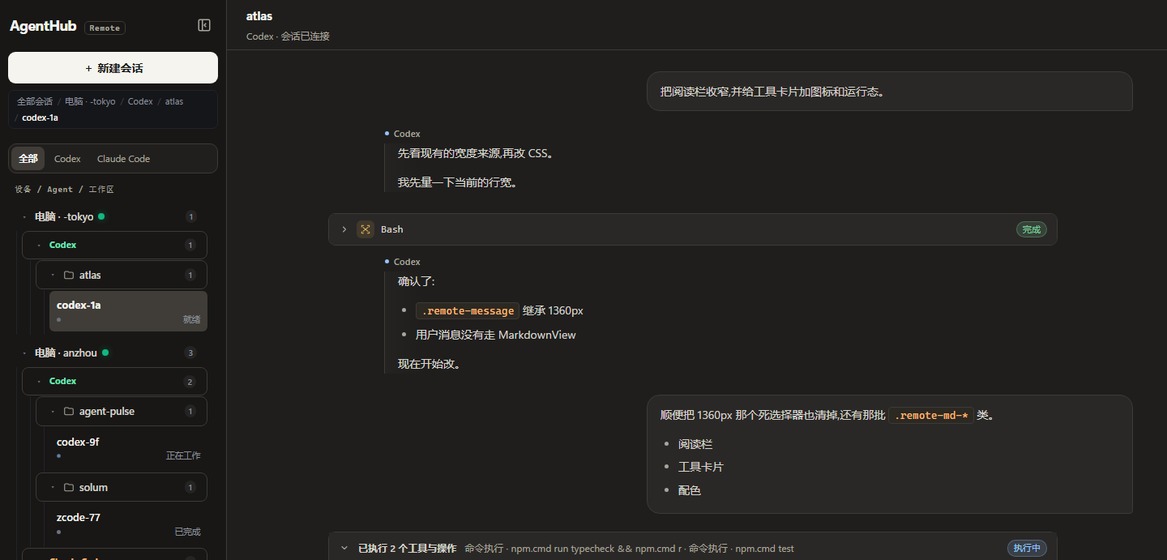 AgentHub Remote
+ 新建会话
全部会话 / 电脑 · -tokyo / Codex / atlas
/ codex-1a
全部 Codex Claude Code
设备 / Agent / 工作区
电脑 · -tokyo 1
Codex 1
atlas 1
codex-1a
就绪
电脑 · anzhou 3
Codex 2
agent-pulse 1
codex-9f
正在工作
solum 1
zcode-77
已完成
atlas
Codex · 会话已连接
把阅读栏收窄,并给工具卡片加图标和运行态。
Codex
先看现有的宽度来源,再改 CSS。
我先量一下当前的行宽。
Bash 完成
Codex
确认了:
.remote-message 继承 1360px
用户消息没有走 MarkdownView
现在开始改。
顺便把 1360px 那个死选择器也清掉,还有那批 .remote-md-* 类。
阅读栏
工具卡片
配色
已执行 2 个工具与操作 命令执行 · npm.cmd run typecheck && npm.cmd r · 命令执行 · npm.cmd test 执行中